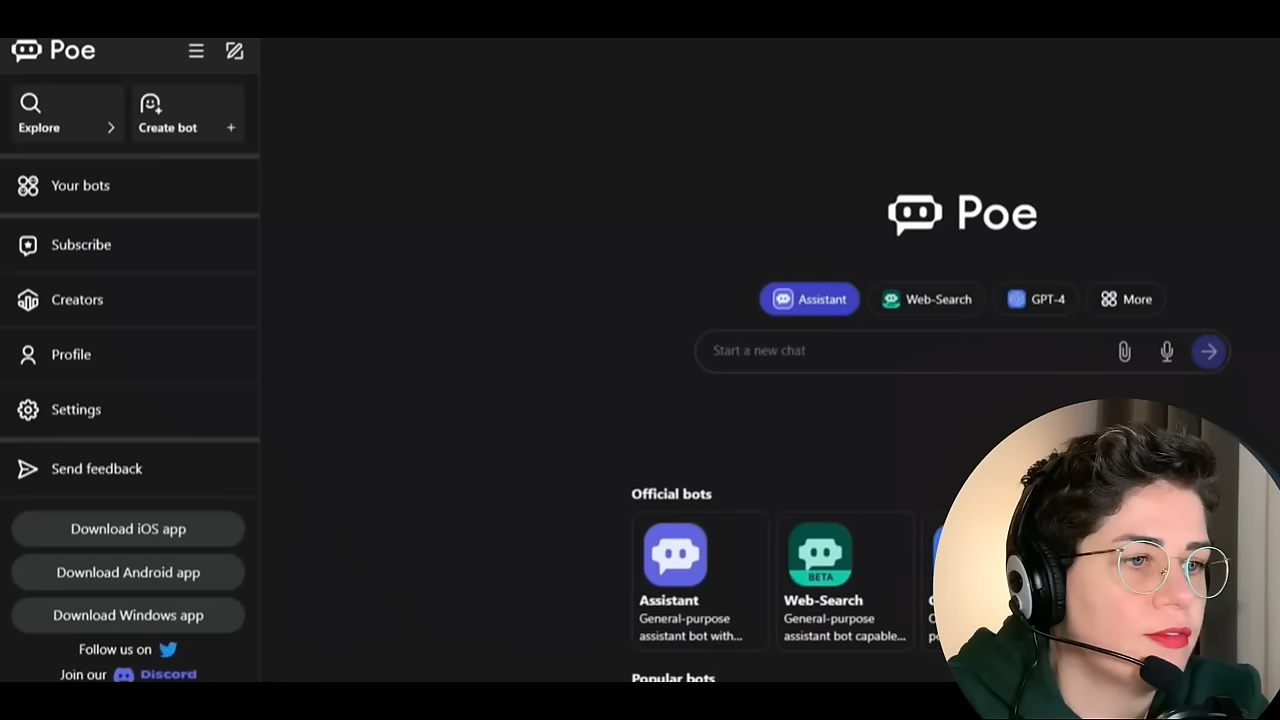 Poe
Explore
Create bot +
Your bots
Subscribe
Creators
Profile
Settings
Send feedback
Download iOS app
Download Android app
Download Windows app
Follow us on
Join our Discord
Poe
Assistant
Web-Search
GPT-4
More
Start a new chat
Official bots
BETA
Assistant
General-purpose
assistant bot with...
Web-Search
General-purpose
assistant bot capable...
Popular bots